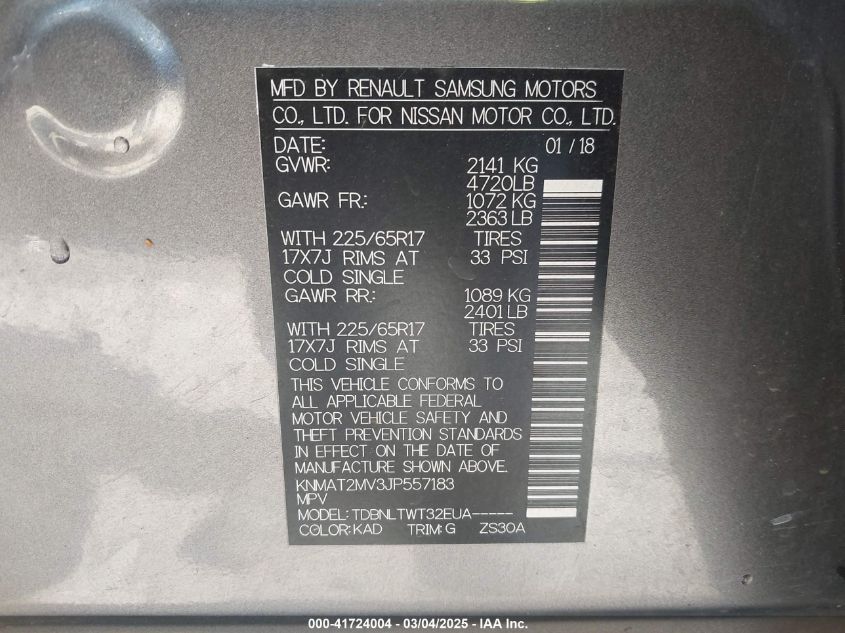 MFD BY RENAULT SAMSUNG MOTORS
CO., LTD. FOR NISSAN MOTOR CO., LTD.
DATE: 01 / 18
GVWR: 2141 KG
4720LB
GAWR FR.: 1072 KG
2363 LB
WITH 225/65R17 TIRES
17X7J RIMS AT 33 PSI
COLD SINGLE
GAWR RR.: 1089 KG
2401 LB
WITH 225/65R17 TIRES
17X7J RIMS AT 33 PSI
COLD SINGLE
THIS VEHICLE CONFORMS TO
ALL APPLICABLE FEDERAL
MOTOR VEHICLE SAFETY AND
THEFT PREVENTION STANDARDS
IN EFFECT ON THE DATE OF
MANUFACTURE SHOWN ABOVE.
KNMAT2MV3JP557183
MPV
MODEL: TDBNLTWT32EUA-----
COLOR: KAD TRIM: G ZS30A
000-41724004 - 03/04/2025 - IAA Inc.